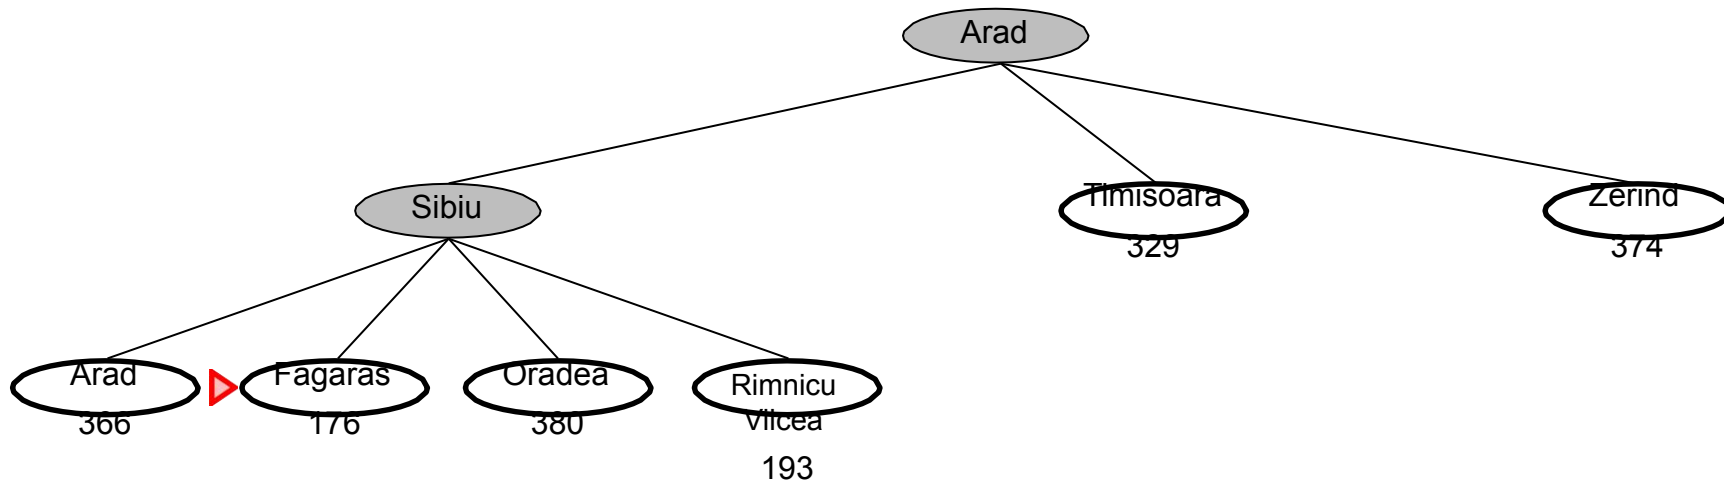 Arad
Sibiu
Timisoara
329
Zerind
374
Arad
366
Fagaras
176
Oradea
380
Rimnicu
Vilcea
193